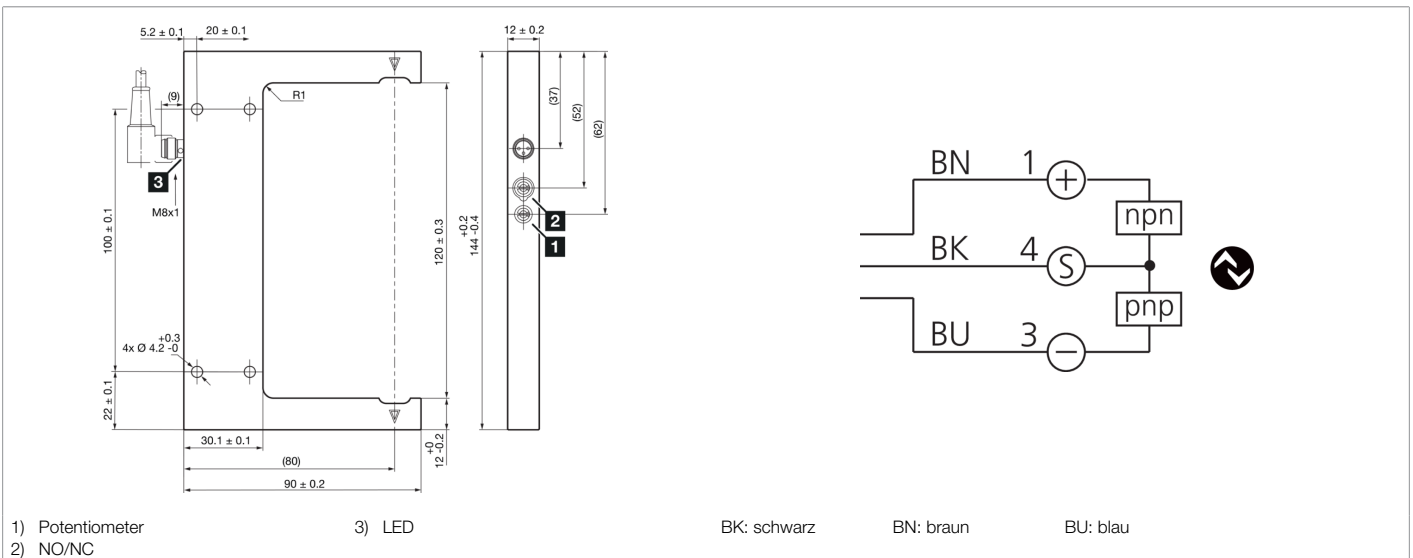 5.2 ± 0.1
20 ± 0.1
12 ± 0.2
(9)
R1
(37)
(52)
(62)
3
M8x1
2
1
100 ± 0.1
120 ± 0.3
+0.2
144 -0.4
+0.3
4x Ø 4.2 -0
22 ± 0.1
30.1 ± 0.1
+0
12 -0.2
(80)
90 ± 0.2
BN 1 +
npn
BK 4 S
pnp
BU 3 −
1) Potentiometer
2) NO/NC
3) LED
BK: schwarz
BN: braun
BU: blau